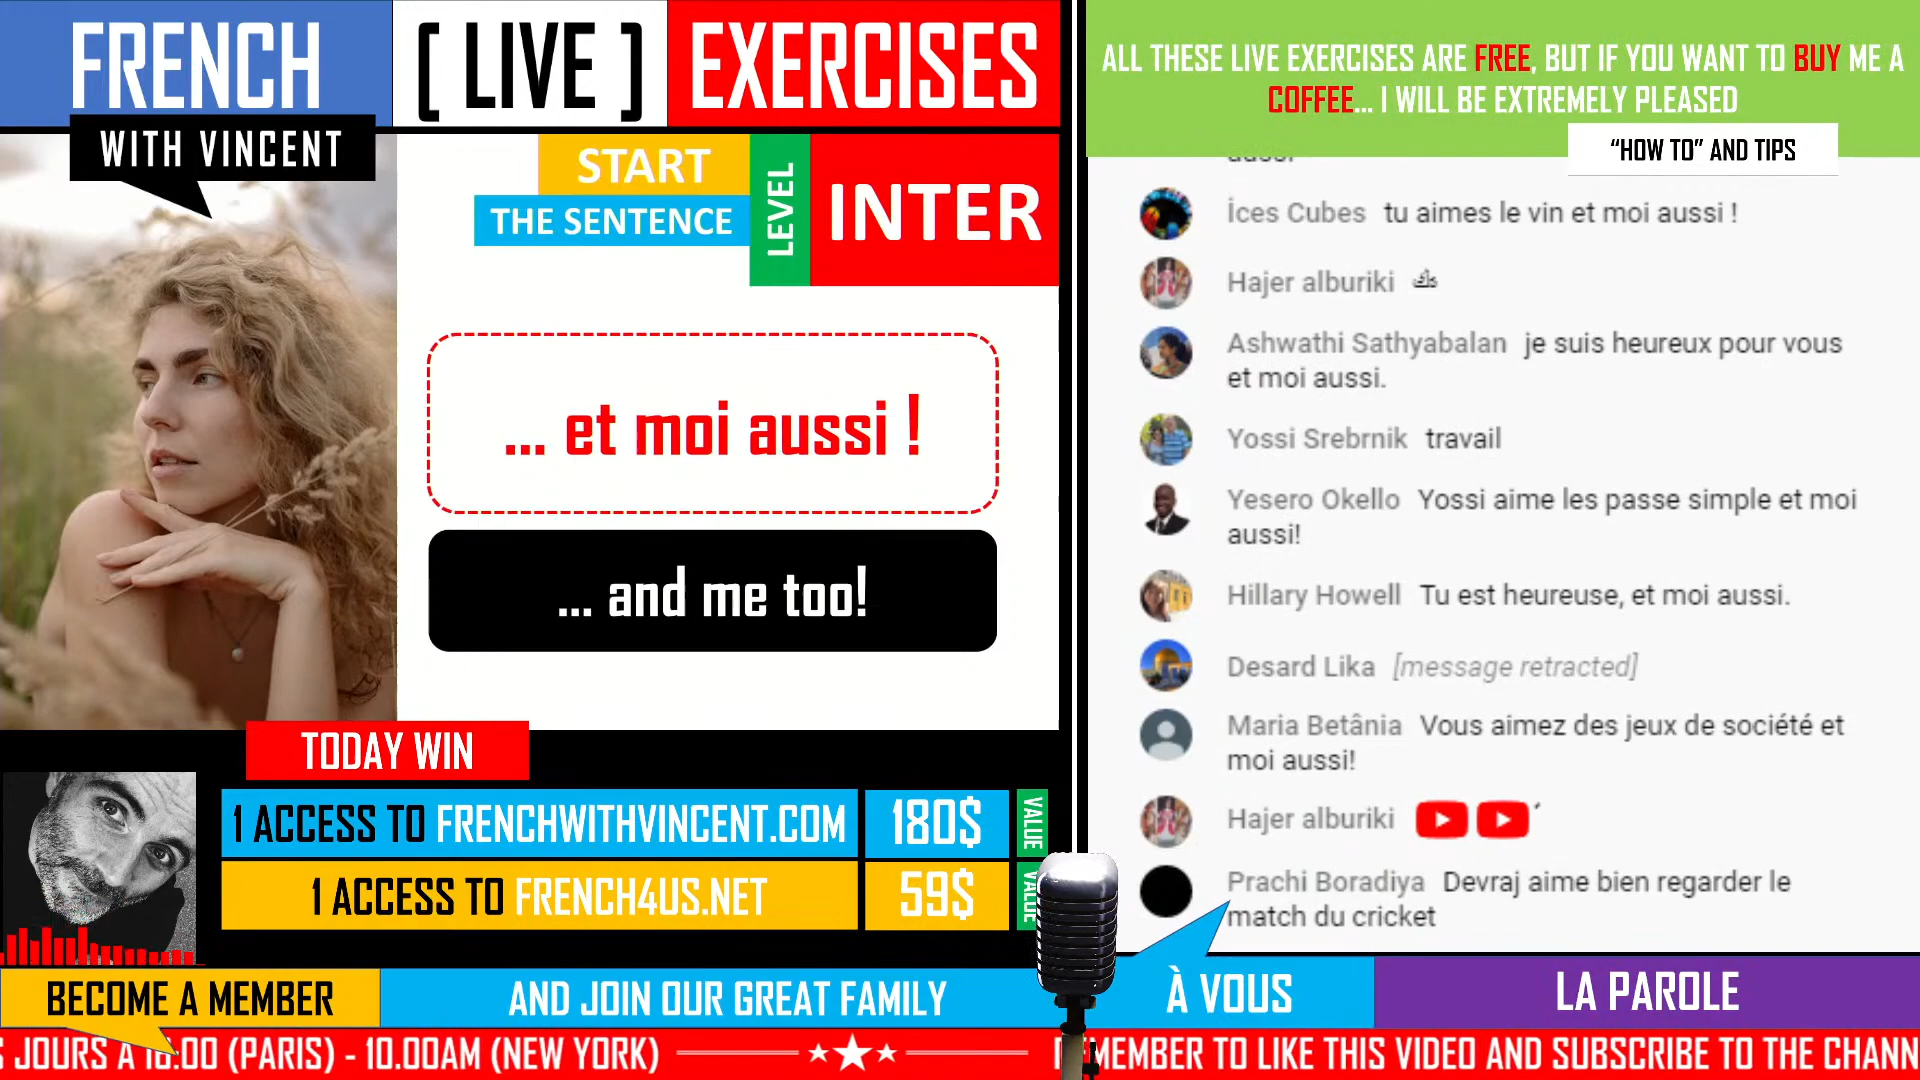 FRENCH
[ LIVE ]
EXERCISES
WITH VINCENT
START
THE SENTENCE
LEVEL
INTER
... et moi aussi !
... and me too!
TODAY WIN
1 ACCESS TO FRENCHWITHVINCENT.COM
180$
VALUE
1 ACCESS TO FRENCH4US.NET
59$
VALUE
BECOME A MEMBER
AND JOIN OUR GREAT FAMILY
ALL THESE LIVE EXERCISES ARE FREE, BUT IF YOU WANT TO BUY ME A
COFFEE... I WILL BE EXTREMELY PLEASED
“HOW TO” AND TIPS
aussi
İces Cubes tu aimes le vin et moi aussi !
Hajer alburiki
Ashwathi Sathyabalan je suis heureux pour vous
et moi aussi.
Yossi Srebrnik travail
Yesero Okello Yossi aime les passe simple et moi
aussi!
Hillary Howell Tu est heureuse, et moi aussi.
Desard Lika [message retracted]
Maria Betânia Vous aimez des jeux de société et
moi aussi!
Hajer alburiki
Prachi Boradiya Devraj aime bien regarder le
match du cricket
À VOUS
LA PAROLE
S JOURS A 16.00 (PARIS) - 10.00AM (NEW YORK)
EMEMBER TO LIKE THIS VIDEO AND SUBSCRIBE TO THE CHANN